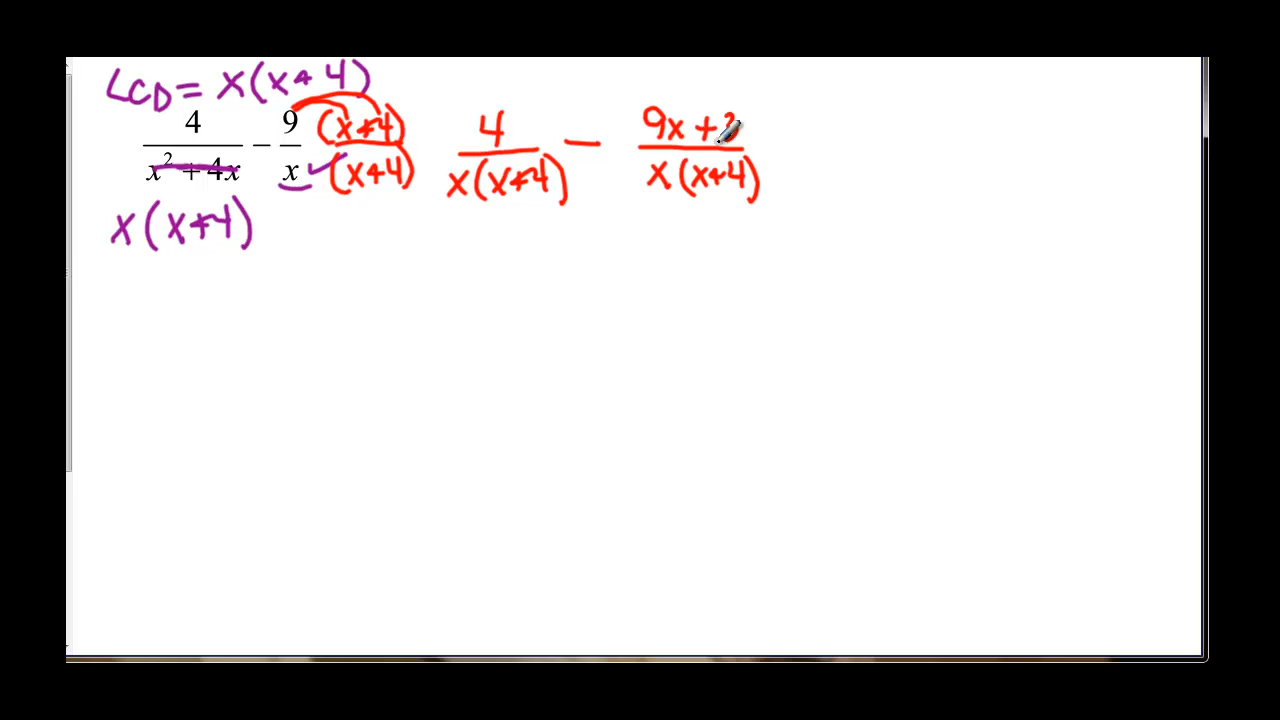 LCD = x(x+4)
4/(x² + 4x) − 9/x (x+4)/(x+4) 4/(x(x+4)) − (9x +)/(x(x+4))
x(x+4)